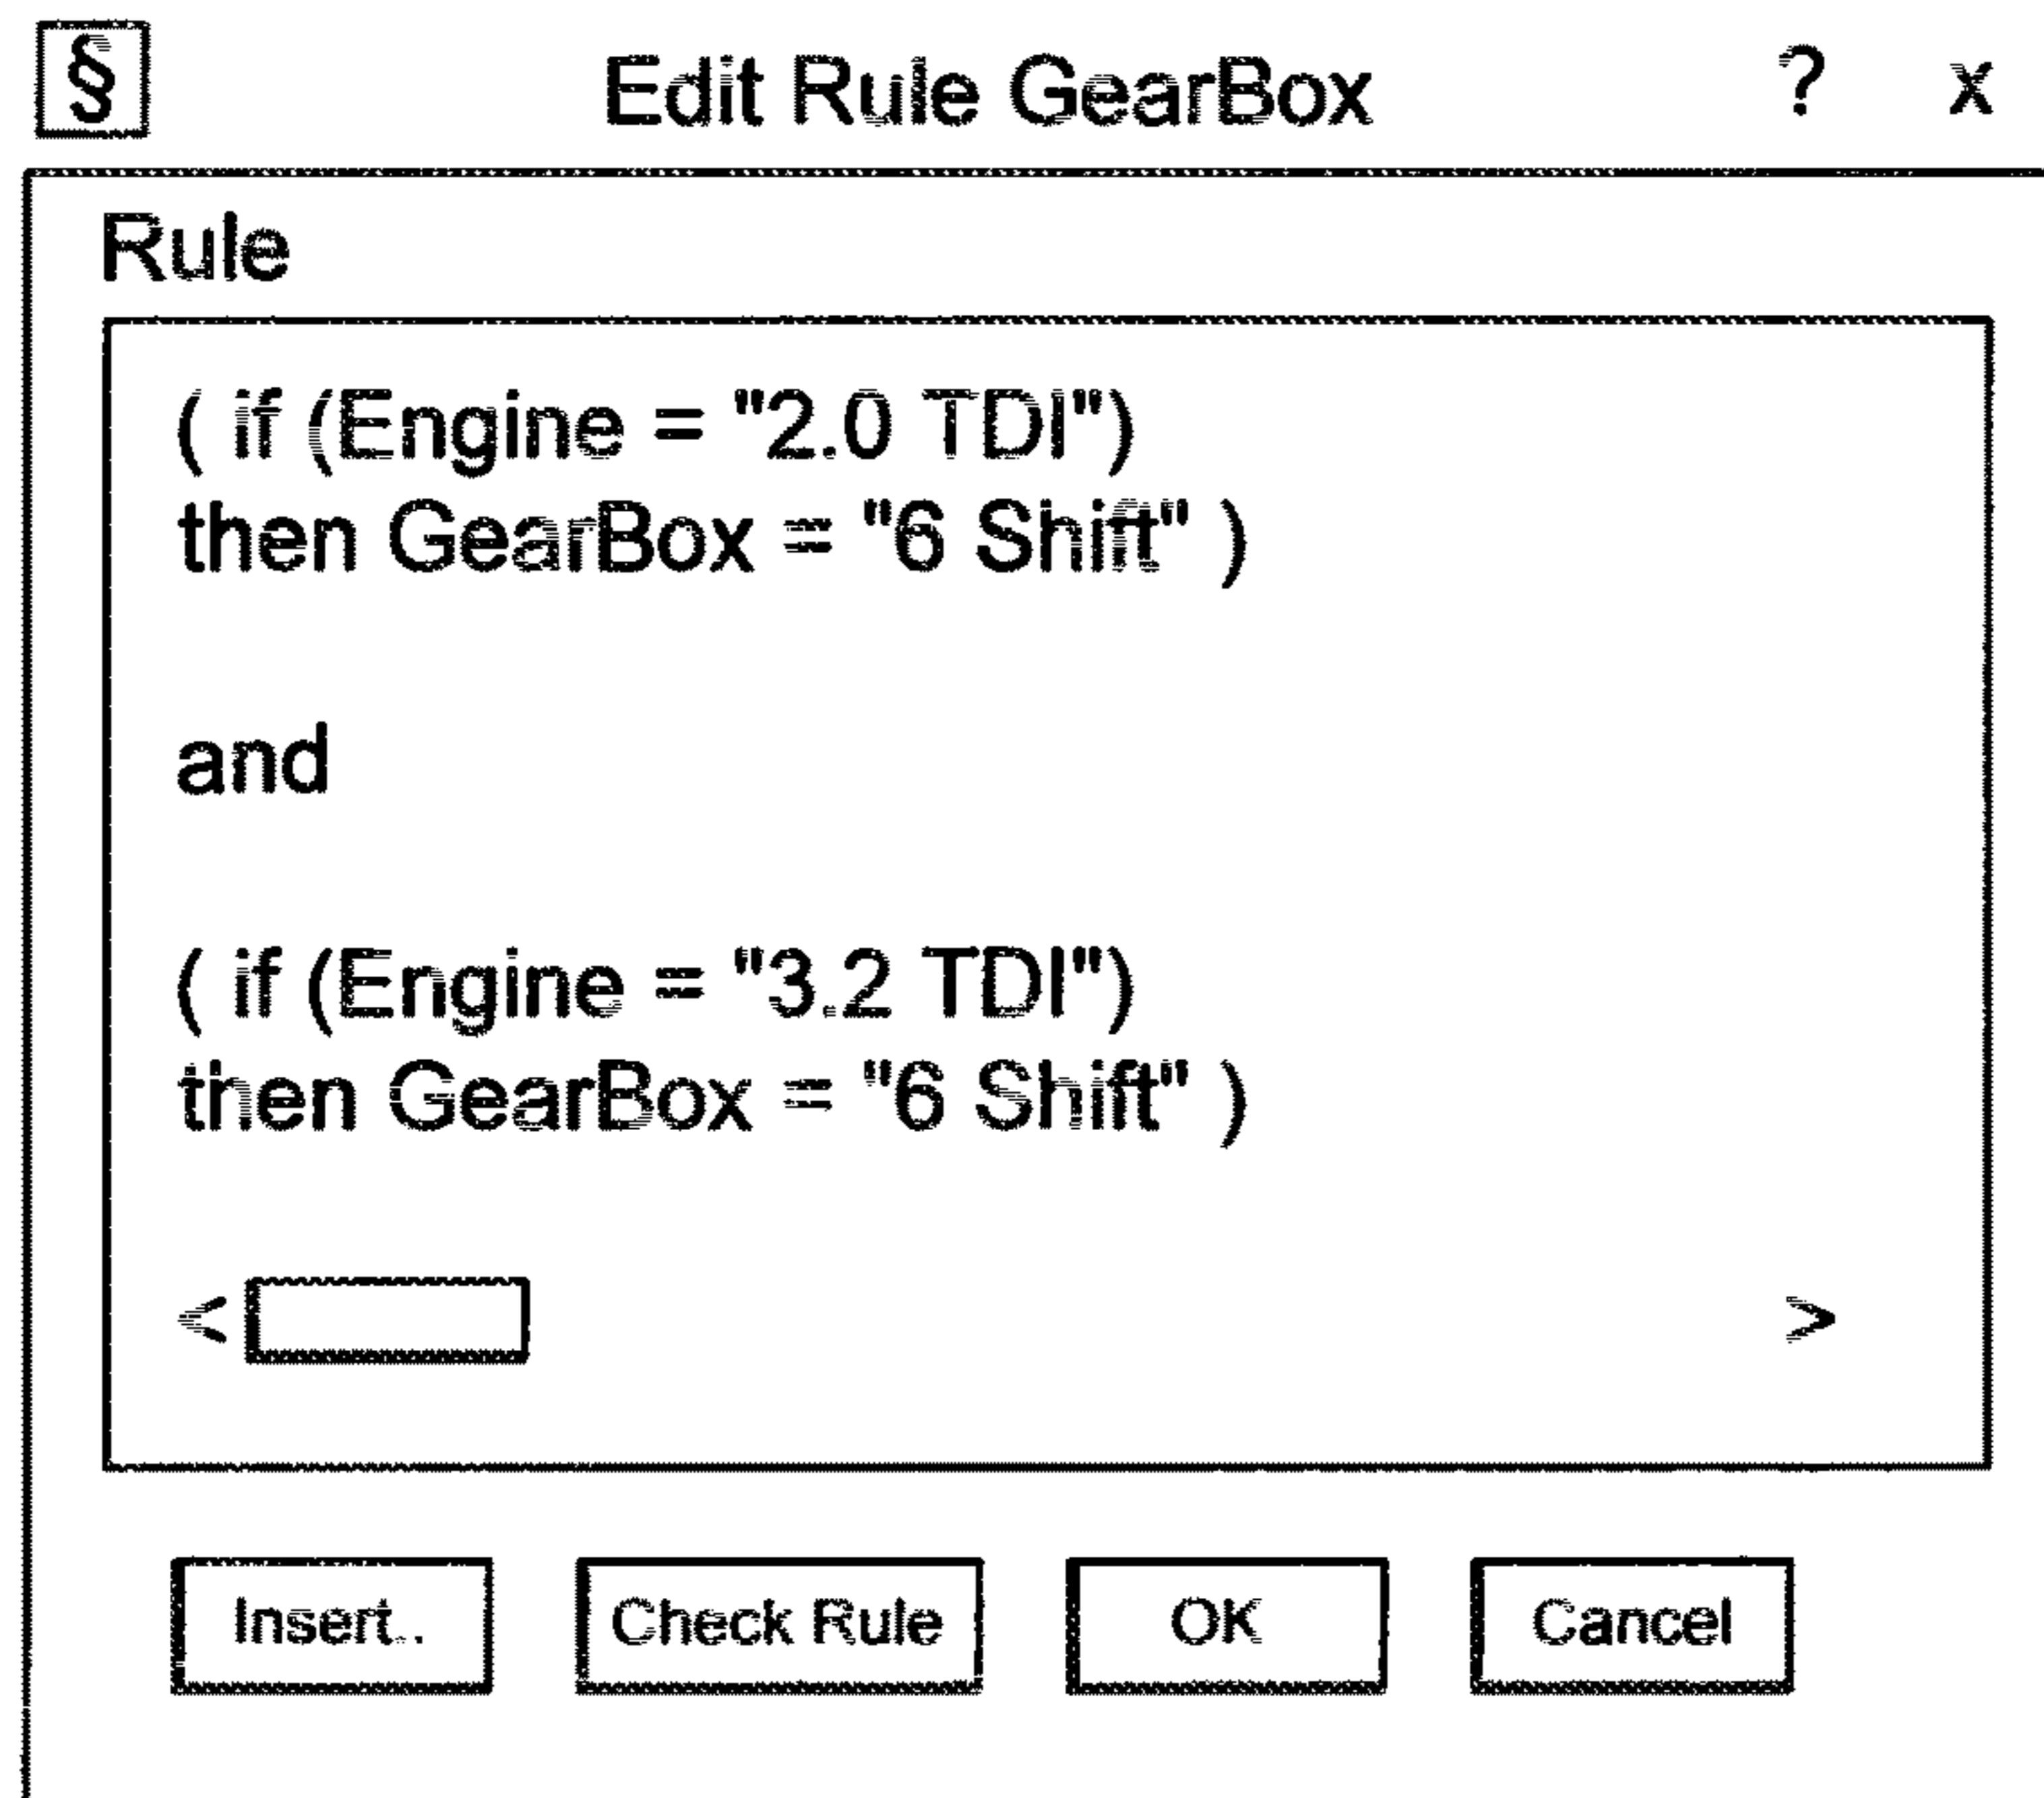 § Edit Rule GearBox ? x
Rule
( if (Engine = "2.0 TDI")
then GearBox = "6 Shift" )
and
( if (Engine = "3.2 TDI")
then GearBox = "6 Shift" )
< >
Insert.. Check Rule OK Cancel